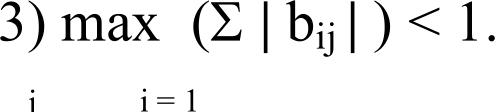 3) max (Σ | bij | ) < 1.
j i = 1